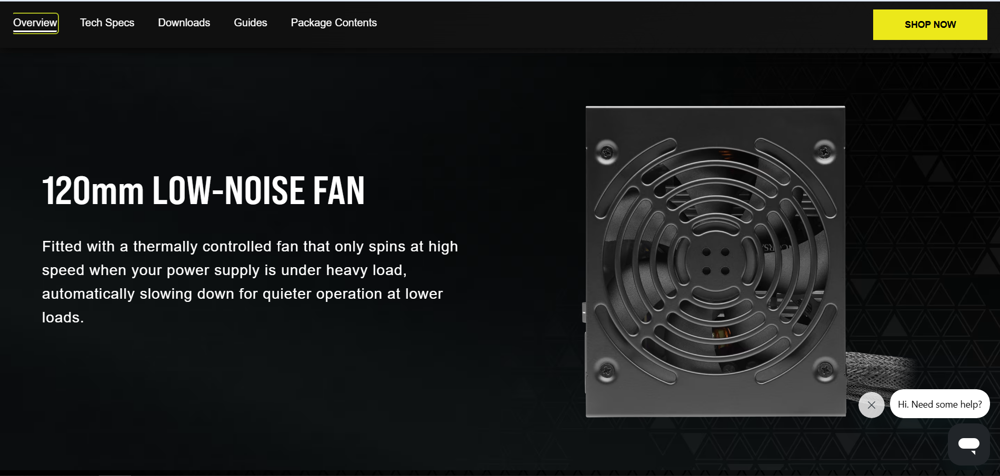 Overview
Tech Specs
Downloads
Guides
Package Contents
SHOP NOW
120mm LOW-NOISE FAN
Fitted with a thermally controlled fan that only spins at high
speed when your power supply is under heavy load,
automatically slowing down for quieter operation at lower
loads.
Hi. Need some help?